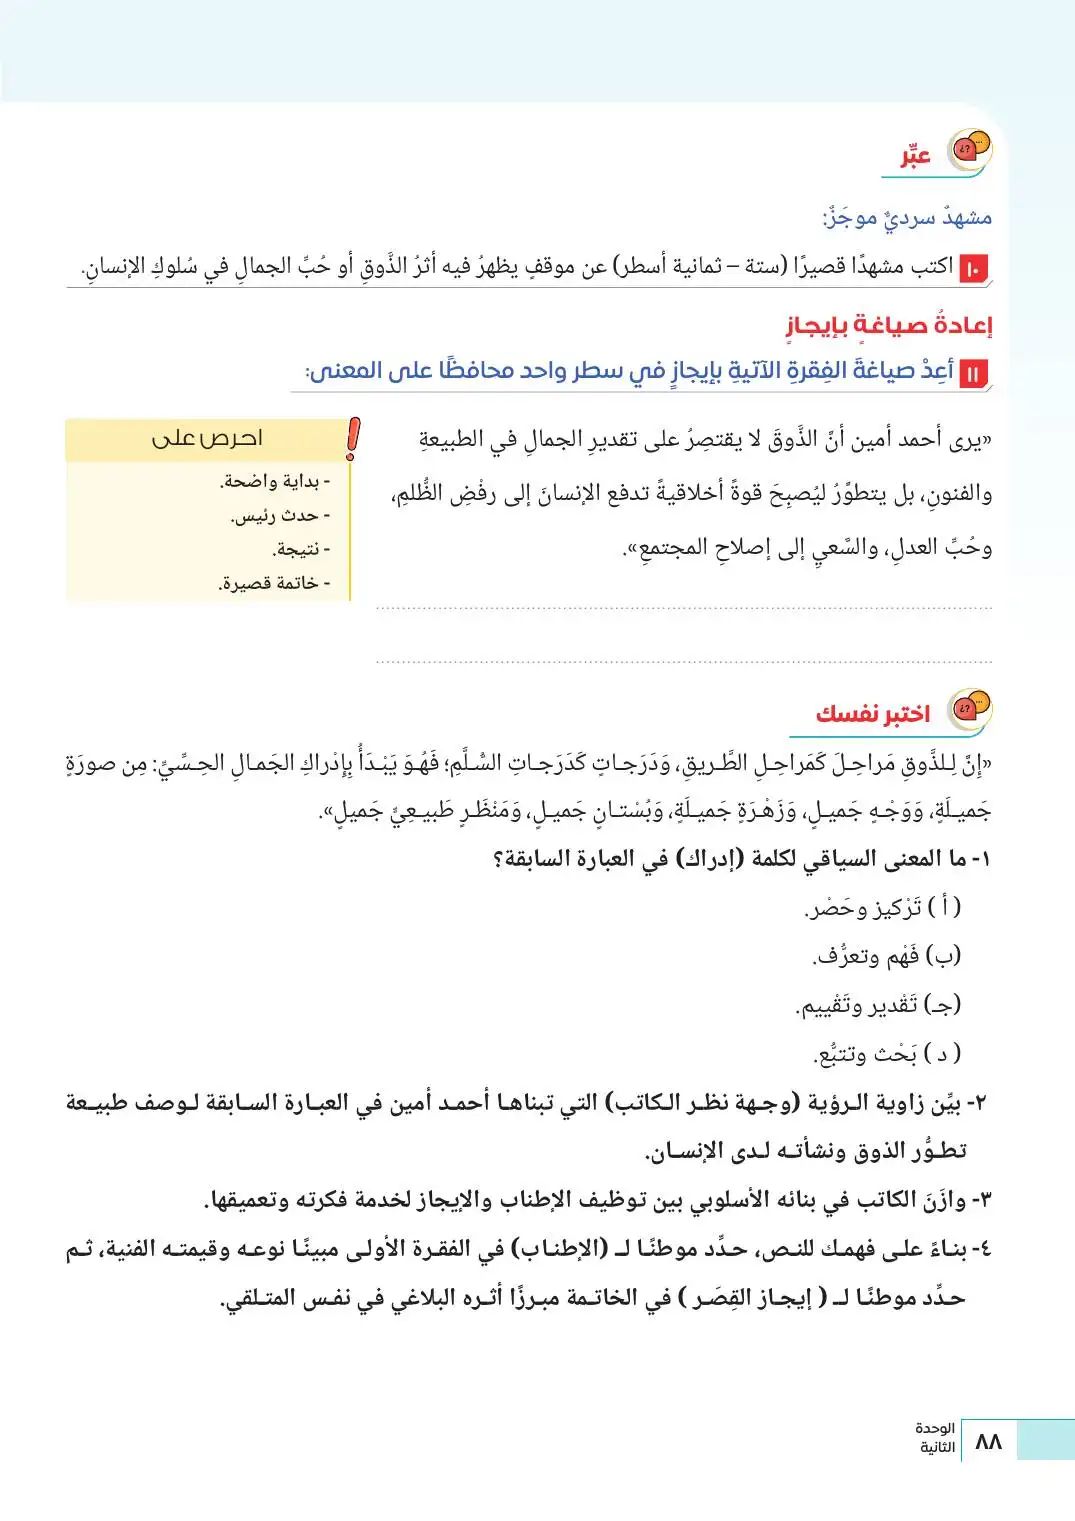 عبِّر
مشهدٌ سرديٌّ موجَزٌ:
١٠ اكتب مشهدًا قصيرًا (ستة – ثمانية أسطر) عن موقفٍ يظهرُ فيه أثرُ الذَّوقِ أو حُبِّ الجمالِ في سُلوكِ الإنسانِ.
إعادةُ صياغةٍ بإيجازٍ
١١ أعِدْ صياغةَ الفِقرةِ الآتيةِ بإيجازٍ في سطر واحد محافظًا على المعنى:
«يرى أحمد أمين أنَّ الذَّوقَ لا يقتصِرُ على تقديرِ الجمالِ في الطبيعةِ
والفنونِ، بل يتطوَّرُ ليُصبِحَ قوةً أخلاقيةً تدفع الإنسانَ إلى رفْضِ الظُّلمِ،
وحُبِّ العدلِ، والسَّعيِ إلى إصلاحِ المجتمعِ».
احرص على
- بداية واضحة.
- حدث رئيس.
- نتيجة.
- خاتمة قصيرة.
اختبر نفسك
«إِنَّ لِلذَّوقِ مَراحِلَ كَمَراحِلِ الطَّريقِ، وَدَرَجاتٍ كَدَرَجاتِ السُّلَّمِ؛ فَهُوَ يَبْدَأُ بِإِدْراكِ الجَمالِ الحِسِّيِّ: مِن صورَةٍ
جَميلَةٍ، وَوَجْهٍ جَميلٍ، وَزَهْرَةٍ جَميلَةٍ، وَبُسْتانٍ جَميلٍ، وَمَنْظَرٍ طَبيعِيٍّ جَميلٍ».
١- ما المعنى السياقي لكلمة (إدراك) في العبارة السابقة؟
( أ ) تَرْكيز وحَصْر.
(ب) فَهْم وتعرُّف.
(جـ) تَقْدير وتَقْييم.
( د ) بَحْث وتتبُّع.
٢- بيِّن زاوية الرؤية (وجهة نظر الكاتب) التي تبناها أحمد أمين في العبارة السابقة لوصف طبيعة
تطوُّر الذوق ونشأته لدى الإنسان.
٣- وازَنَ الكاتب في بنائه الأسلوبي بين توظيف الإطناب والإيجاز لخدمة فكرته وتعميقها.
٤- بناءً على فهمك للنص، حدِّد موطنًا لـ (الإطناب) في الفقرة الأولى مبينًا نوعه وقيمته الفنية، ثم
حدِّد موطنًا لـ ( إيجاز القِصَر ) في الخاتمة مبرزًا أثره البلاغي في نفس المتلقي.
الوحدة
الثانية
٨٨